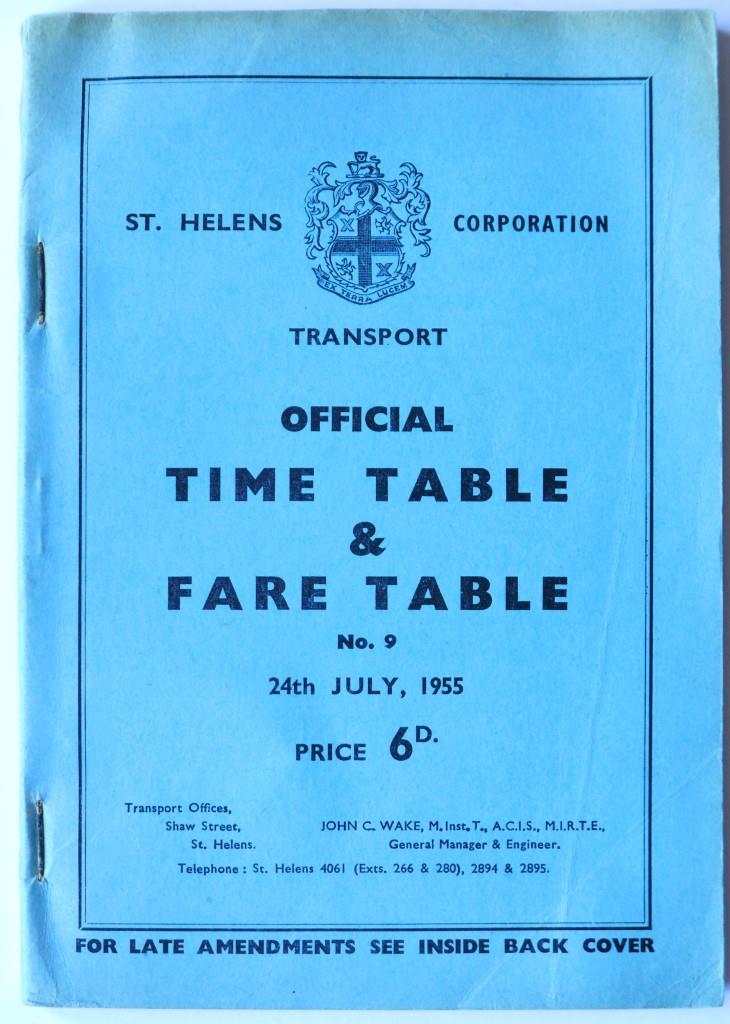 ST. HELENS CORPORATION
EX TERRA LUCEM
TRANSPORT
OFFICIAL
TIME TABLE
&
FARE TABLE
No. 9
24th JULY, 1955
PRICE 6D.
Transport Offices,
Shaw Street,
St. Helens.
JOHN C. WAKE, M.Inst.T., A.C.I.S., M.I.R.T.E.,
General Manager & Engineer.
Telephone : St. Helens 4061 (Exts. 266 & 280), 2894 & 2895.
FOR LATE AMENDMENTS SEE INSIDE BACK COVER